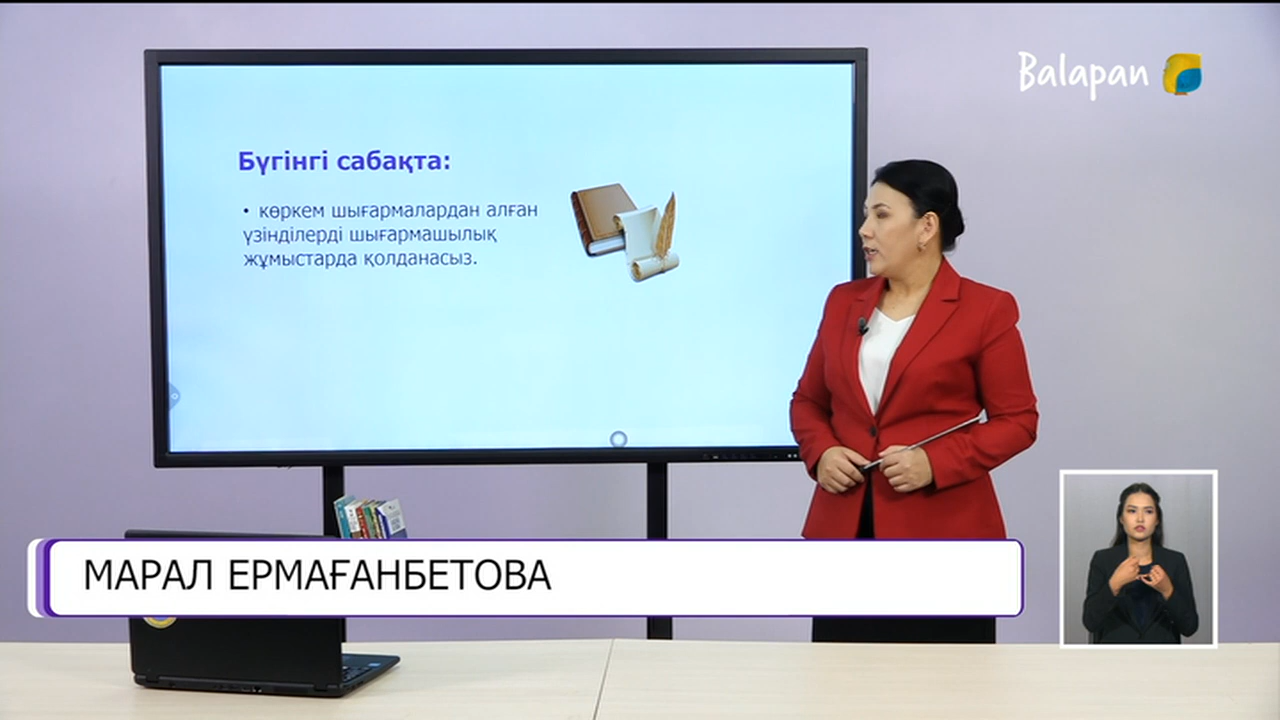 Balapan
Бүгінгі сабақта:
• көркем шығармалардан алған
үзінділерді шығармашылық
жұмыстарда қолданасыз.
МАРАЛ ЕРМАҒАНБЕТОВА